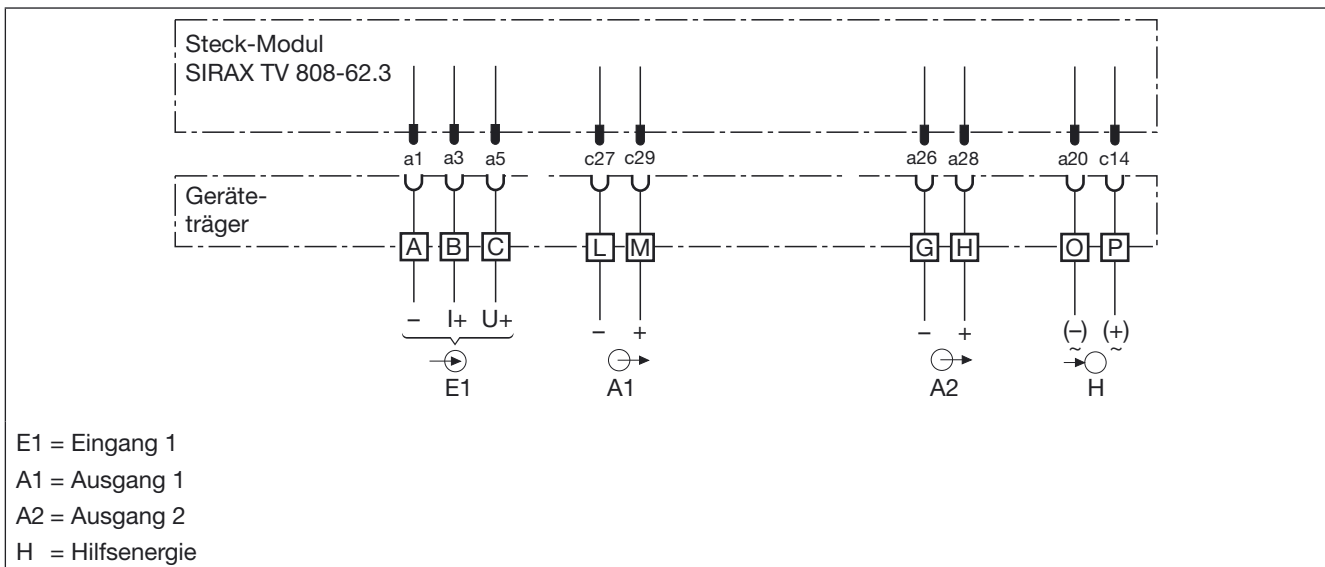 Steck-Modul
SIRAX TV 808-62.3
a1 a3 a5 c27 c29 a26 a28 a20 c14
Geräte-
träger
A B C L M G H O P
– I+ U+ – + – + (–) (+)
~ ~
E1 A1 A2 H
E1 = Eingang 1
A1 = Ausgang 1
A2 = Ausgang 2
H = Hilfsenergie